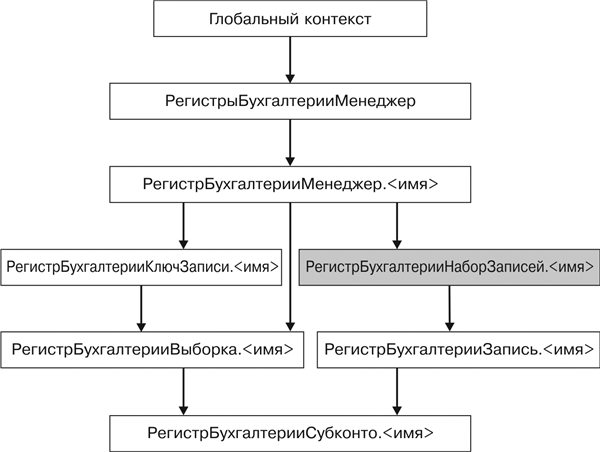 Глобальный контекст
РегистрыБухгалтерииМенеджер
РегистрБухгалтерииМенеджер.<имя>
РегистрБухгалтерииКлючЗаписи.<имя>
РегистрБухгалтерииНаборЗаписей.<имя>
РегистрБухгалтерииВыборка.<имя>
РегистрБухгалтерииЗапись.<имя>
РегистрБухгалтерииСубконто.<имя>